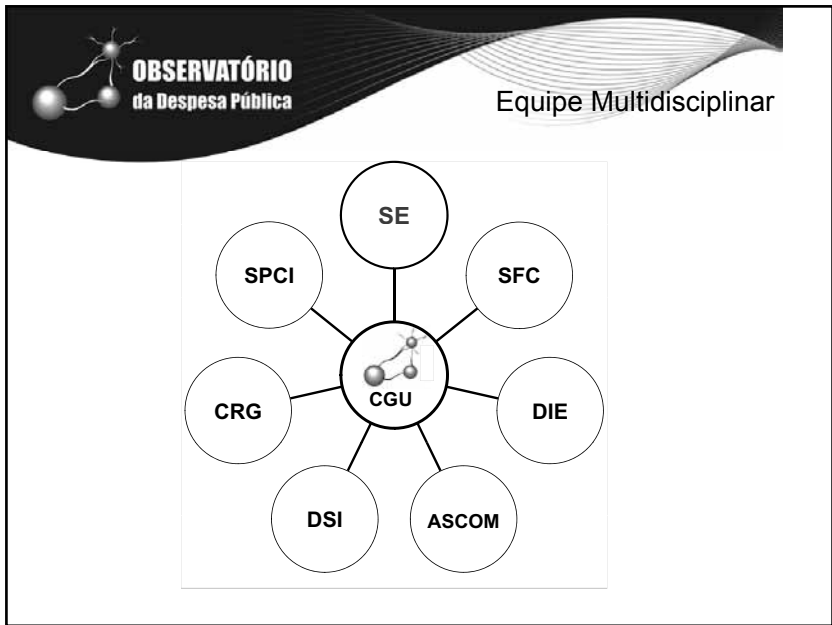 OBSERVATÓRIO
da Despesa Pública
Equipe Multidisciplinar
SE
SPCI
SFC
CGU
CRG
DIE
DSI
ASCOM